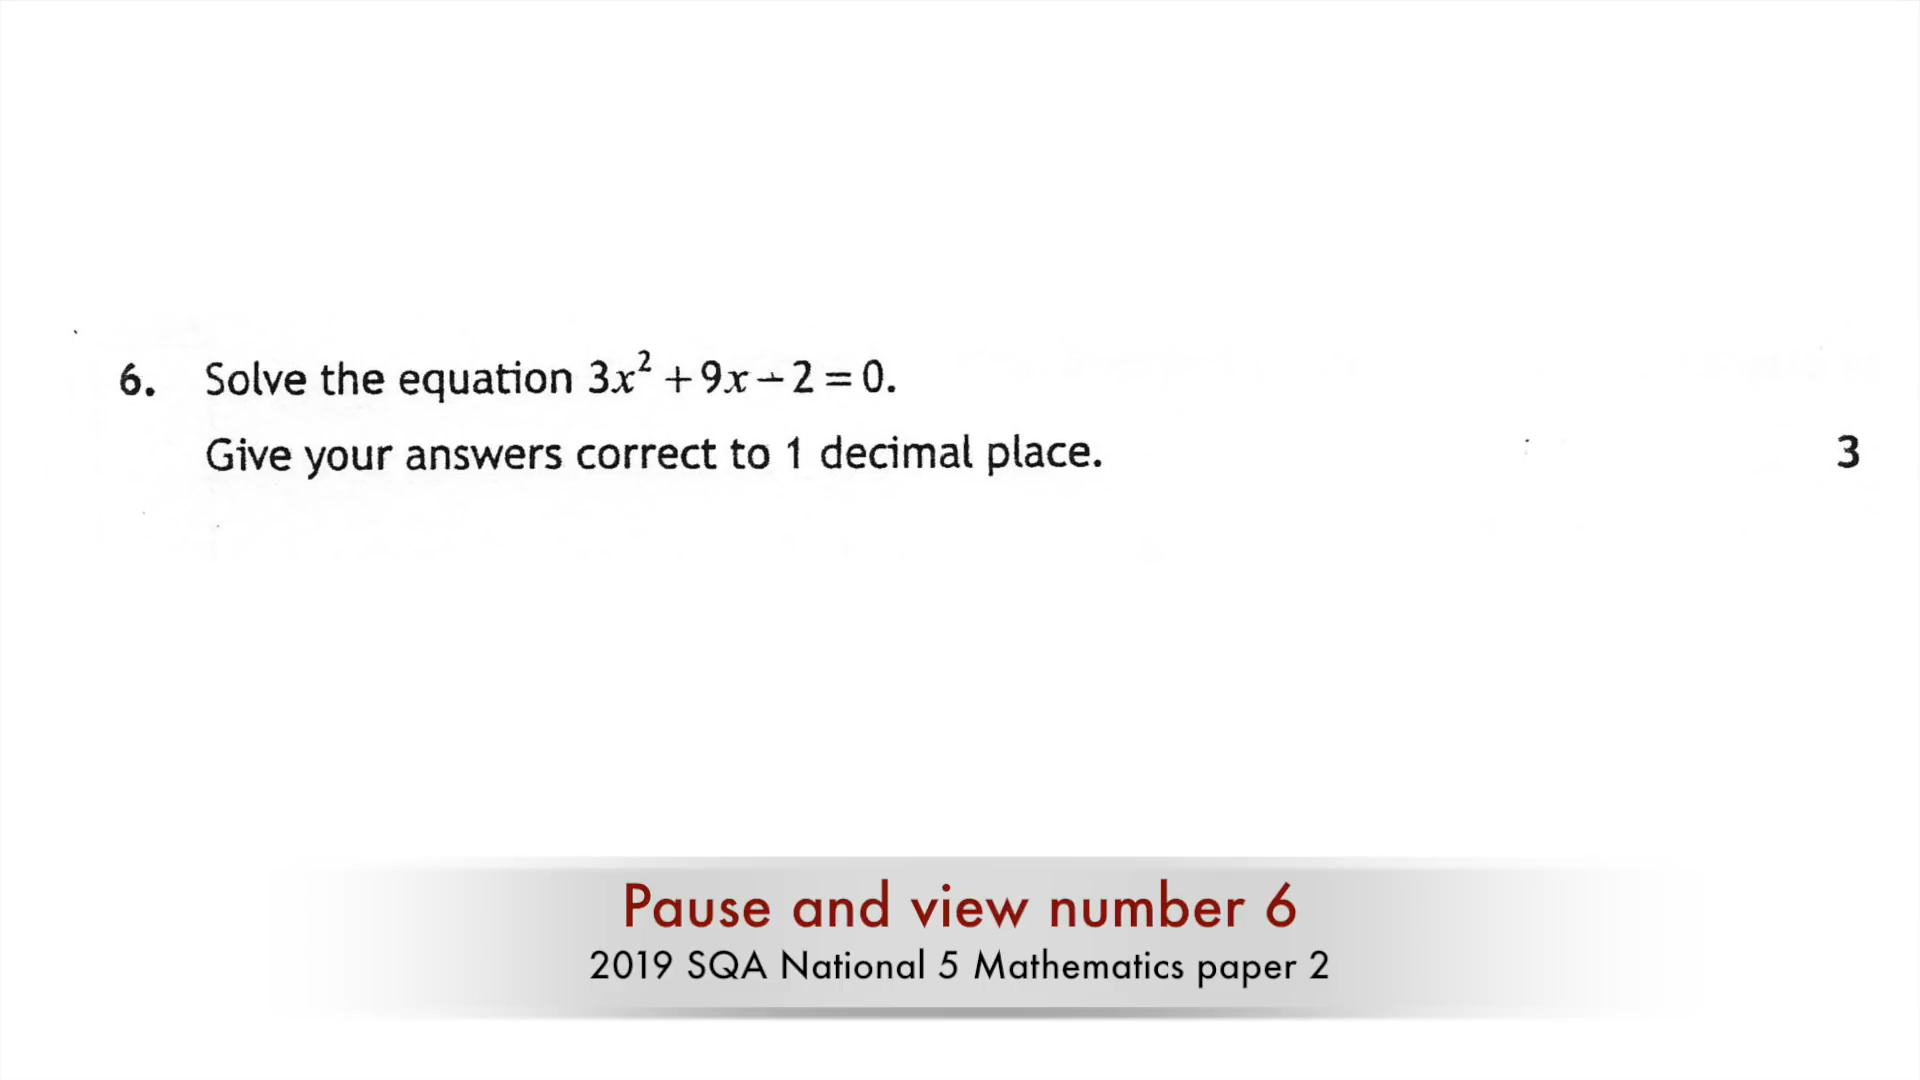 6. Solve the equation 3x² + 9x − 2 = 0.
Give your answers correct to 1 decimal place.
3
Pause and view number 6
2019 SQA National 5 Mathematics paper 2